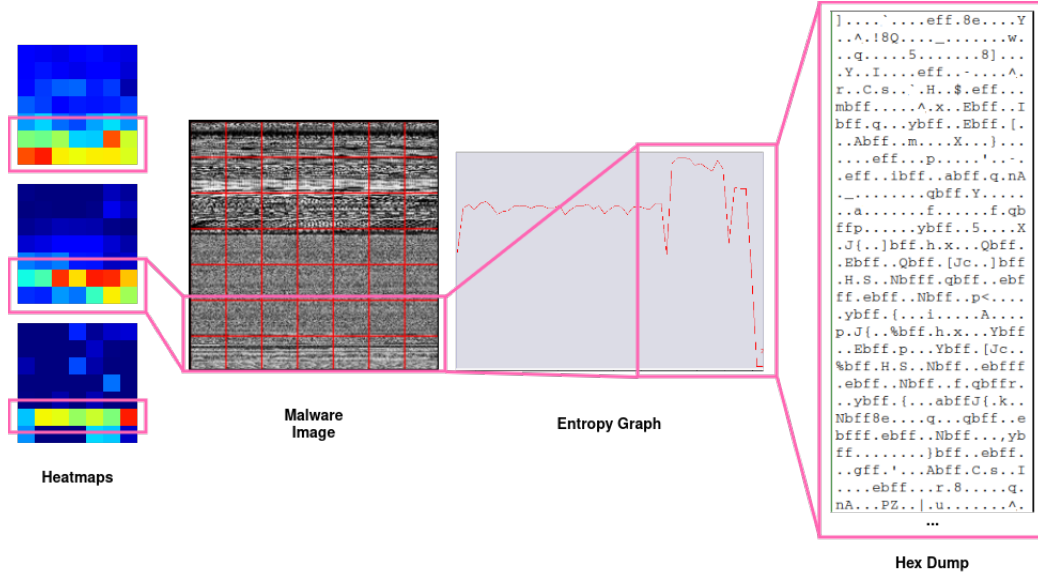 ]....`....eff.8e....Y
..^.!8Q...._.......w.
..q.....5........8]...
.Y..I....eff..-....^.
r..C.s..`.H..$.eff...
mbff.....^.x..Ebff..I
bff.q...ybff..Ebff.[.
..Abff..m....X...}...
....eff...p.....'..-.
.eff..ibff..abff.q.nA
._........qbff.Y.....
..a.......f......f.qb
ffp......ybff..5....X
.J{..]bff.h.x...Qbff.
.Ebff..Qbff.[Jc..]bff
.H.S..Nbfff.qbff..ebf
ff.ebff..Nbff..p<....
.ybff.{...i.....A....
p.J{..%bff.h.x...Ybff
..Ebff.p...Ybff.[Jc..
%bff.H.S..Nbff..ebfff
.ebff..Nbff..f.qbffr.
..ybff.{...abffJ{.k..
Nbff8e....q...qbff..e
bfff.ebff..Nbff...,yb
ff.........}bff..ebff.
..gff.'...Abff.C.s..I
....ebff...r.8.....q.
nA...PZ..|.u.......^.
...
Malware
Image
Entropy Graph
Heatmaps
Hex Dump